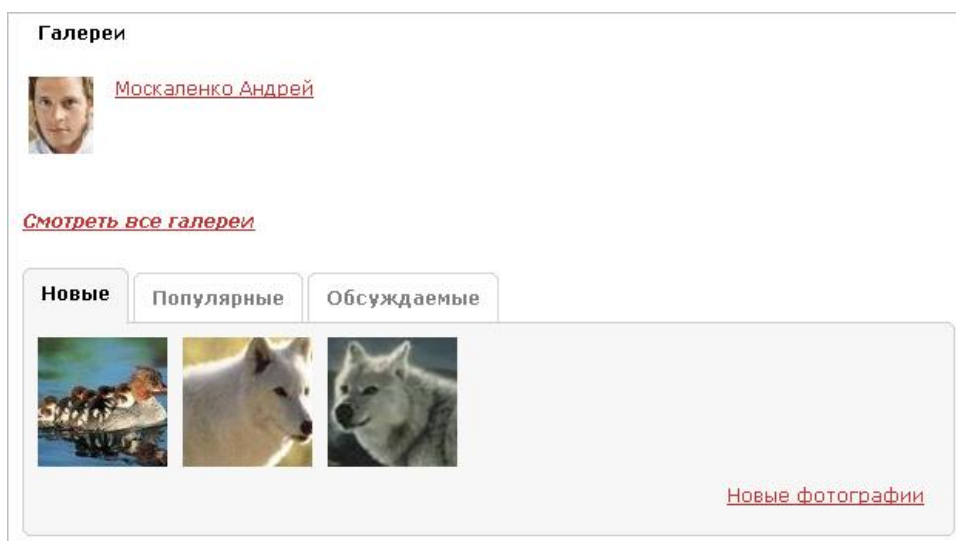 Галереи
Москаленко Андрей
Смотреть все галереи
Новые
Популярные
Обсуждаемые
Новые фотографии